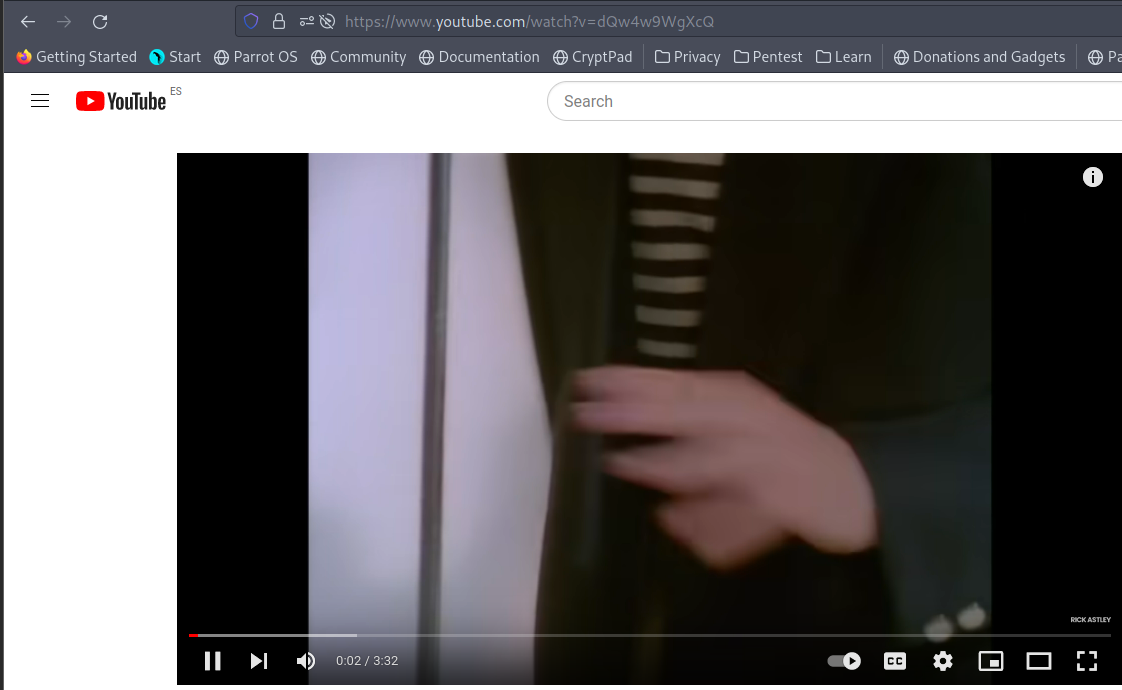 https://www.youtube.com/watch?v=dQw4w9WgXcQ
Getting Started Start Parrot OS Community Documentation CryptPad Privacy Pentest Learn Donations and Gadgets Pa
YouTube ES
Search
RICK ASTLEY
0:02 / 3:32
CC